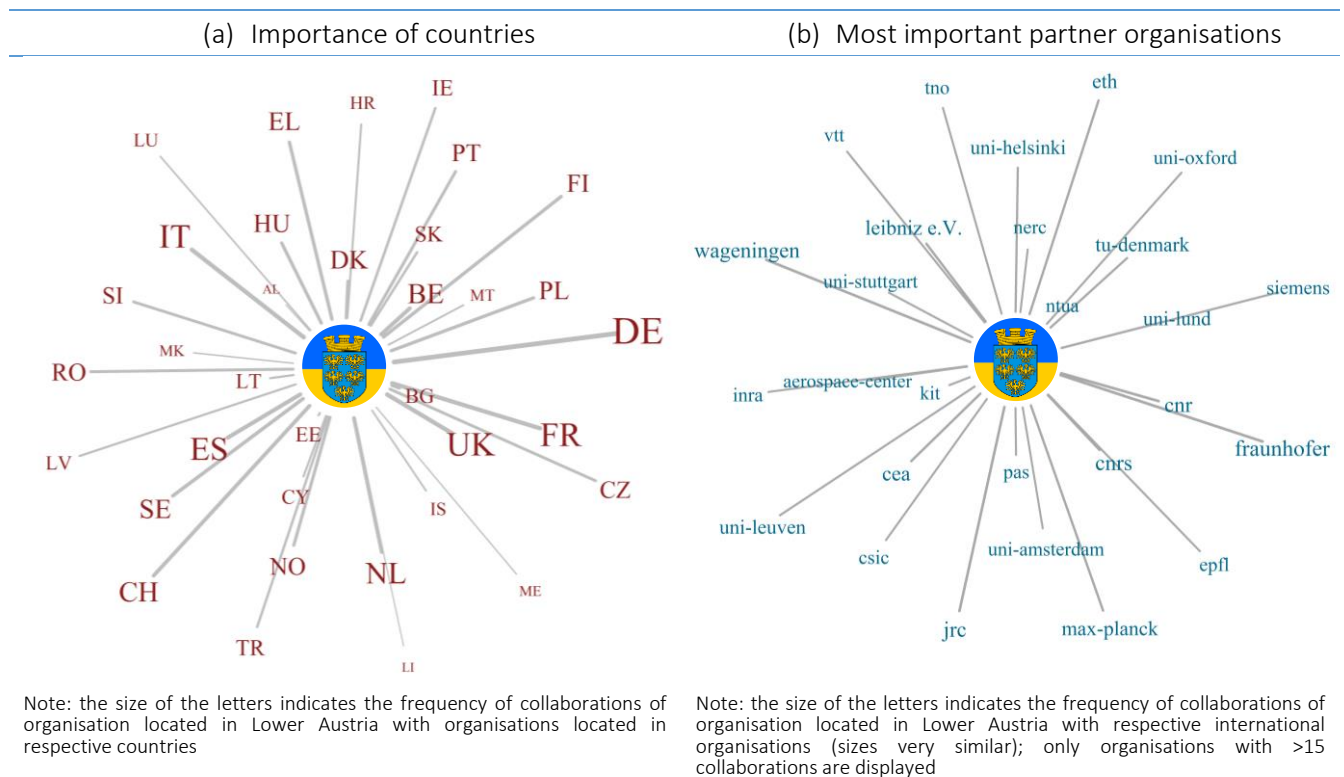 (a) Importance of countries
(b) Most important partner organisations
IE
HR
EL
LU
PT
FI
HU
IT
SK
DK
AL
BE
MT
PL
SI
DE
MK
RO
LT
BG
EE
ES
UK
FR
LV
CZ
CY
IS
SE
NO
NL
CH
ME
TR
LI
eth
tno
vtt
uni-helsinki
uni-oxford
leibniz e.V.
nerc
tu-denmark
wageningen
uni-stuttgart
siemens
ntua
uni-lund
aerospace-center
inra
kit
cnr
fraunhofer
cea
pas
cnrs
uni-leuven
csic
uni-amsterdam
epfl
jrc
max-planck
Note: the size of the letters indicates the frequency of collaborations of
organisation located in Lower Austria with organisations located in
respective countries
Note: the size of the letters indicates the frequency of collaborations of
organisation located in Lower Austria with respective international
organisations (sizes very similar); only organisations with >15
collaborations are displayed